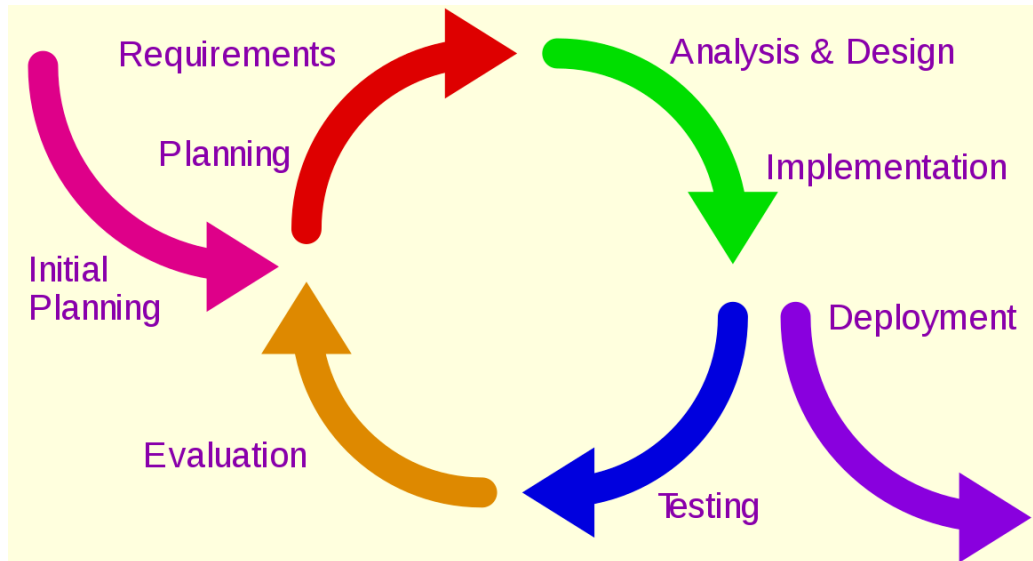 Requirements
Analysis & Design
Planning
Implementation
Initial
Planning
Deployment
Evaluation
Testing